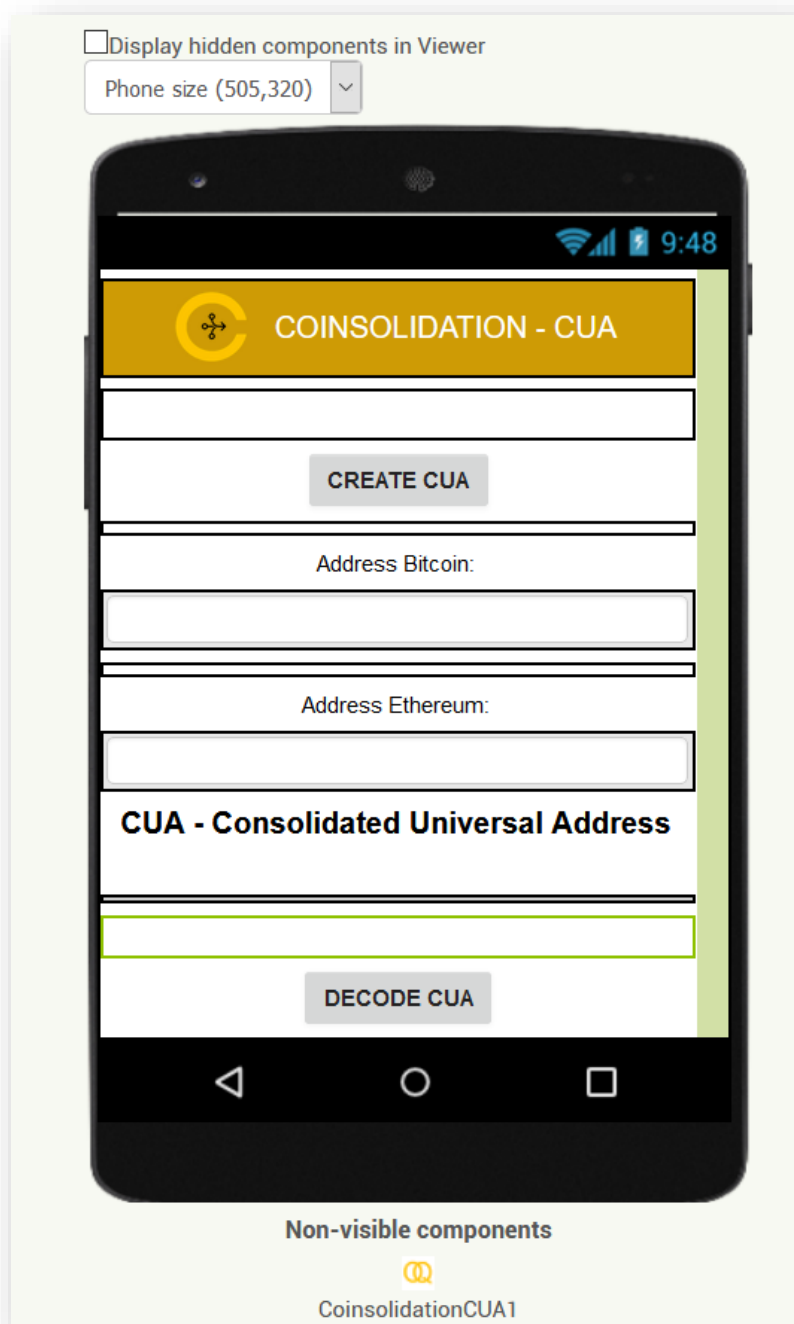 Display hidden components in Viewer
Phone size (505,320)
9:48
COINSOLIDATION - CUA
CREATE CUA
Address Bitcoin:
Address Ethereum:
CUA - Consolidated Universal Address
DECODE CUA
Non-visible components
CoinsolidationCUA1